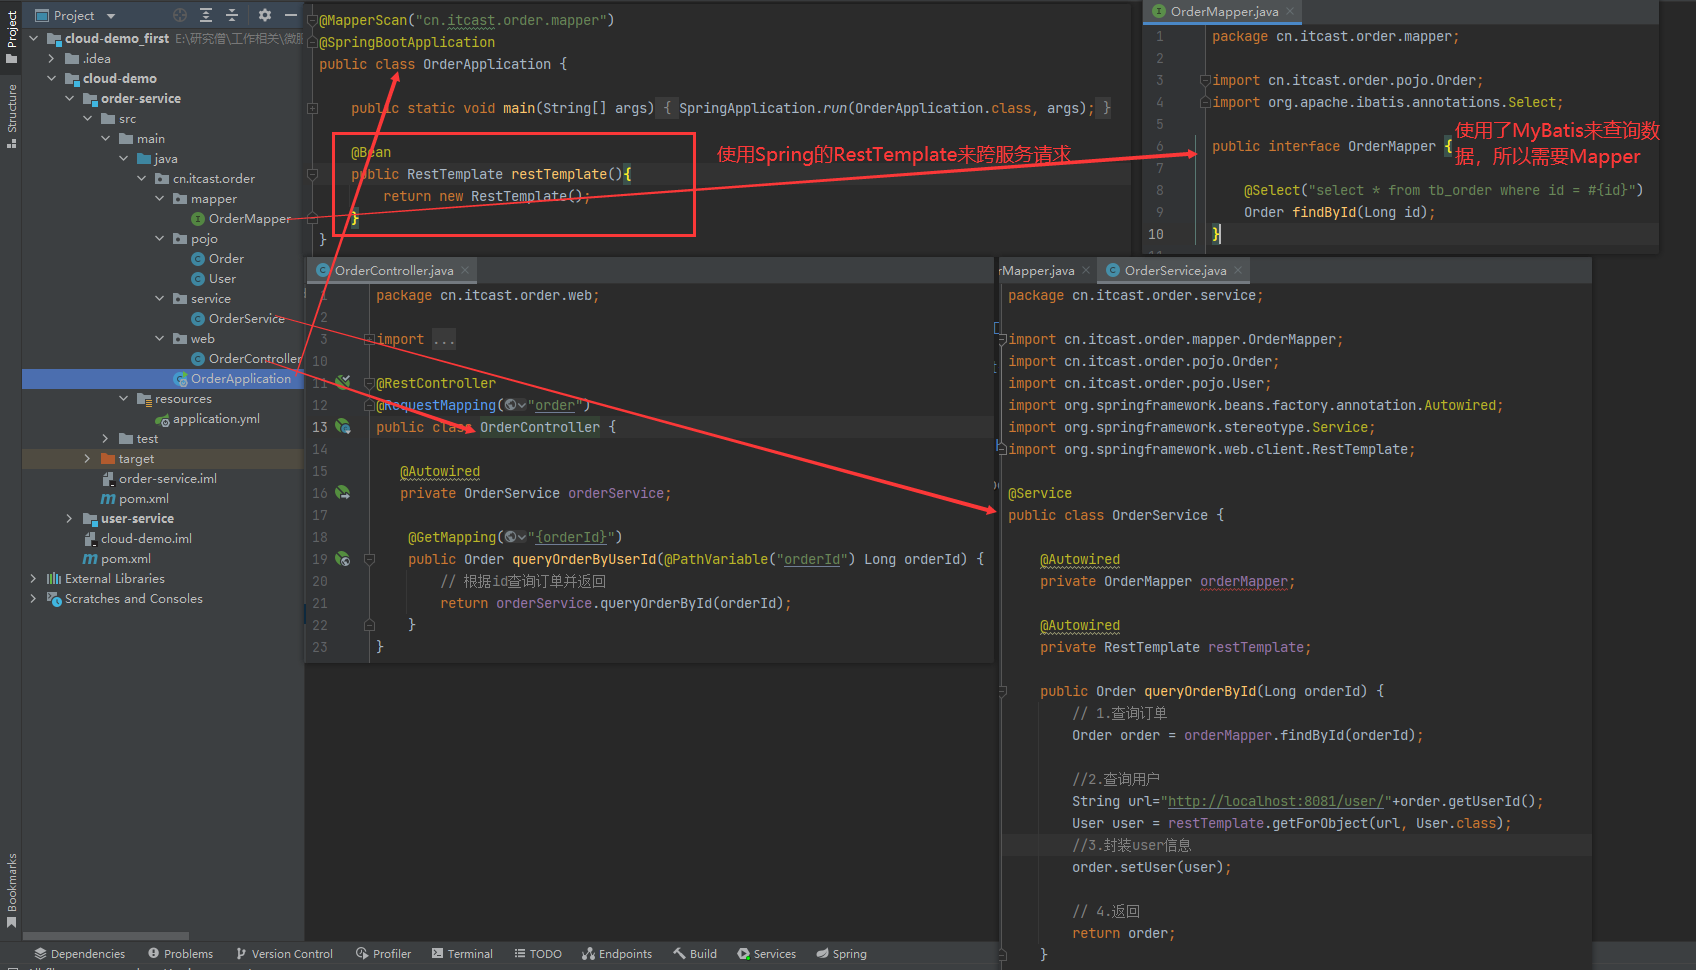 Project
cloud-demo_first E:\研究僧\工作相关\微服
.idea
cloud-demo
order-service
src
main
java
cn.itcast.order
mapper
OrderMapper
pojo
Order
User
service
OrderService
web
OrderController
OrderApplication
resources
application.yml
test
target
order-service.iml
pom.xml
user-service
cloud-demo.iml
pom.xml
External Libraries
Scratches and Consoles
Project
Structure
Bookmarks
@MapperScan("cn.itcast.order.mapper")
@SpringBootApplication
public class OrderApplication {
public static void main(String[] args) { SpringApplication.run(OrderApplication.class, args); }
@Bean
public RestTemplate restTemplate(){
return new RestTemplate();
}
}
使用Spring的RestTemplate来跨服务请求
OrderMapper.java
1 package cn.itcast.order.mapper;
2
3 import cn.itcast.order.pojo.Order;
4 import org.apache.ibatis.annotations.Select;
5
6 public interface OrderMapper {
7
8 @Select("select * from tb_order where id = #{id}")
9 Order findById(Long id);
10 }
使用了MyBatis来查询数
据，所以需要Mapper
OrderController.java
1 package cn.itcast.order.web;
2
3 import ...
10
11 @RestController
12 @RequestMapping("order")
13 public class OrderController {
14
15 @Autowired
16 private OrderService orderService;
17
18 @GetMapping("{orderId}")
19 public Order queryOrderByUserId(@PathVariable("orderId") Long orderId) {
20 // 根据id查询订单并返回
21 return orderService.queryOrderById(orderId);
22 }
23 }
rMapper.java
OrderService.java
package cn.itcast.order.service;
import cn.itcast.order.mapper.OrderMapper;
import cn.itcast.order.pojo.Order;
import cn.itcast.order.pojo.User;
import org.springframework.beans.factory.annotation.Autowired;
import org.springframework.stereotype.Service;
import org.springframework.web.client.RestTemplate;
@Service
public class OrderService {
@Autowired
private OrderMapper orderMapper;
@Autowired
private RestTemplate restTemplate;
public Order queryOrderById(Long orderId) {
// 1.查询订单
Order order = orderMapper.findById(orderId);
//2.查询用户
String url="http://localhost:8081/user/"+order.getUserId();
User user = restTemplate.getForObject(url, User.class);
//3.封装user信息
order.setUser(user);
// 4.返回
return order;
}
Dependencies Problems Version Control Profiler Terminal TODO Endpoints Build Services Spring